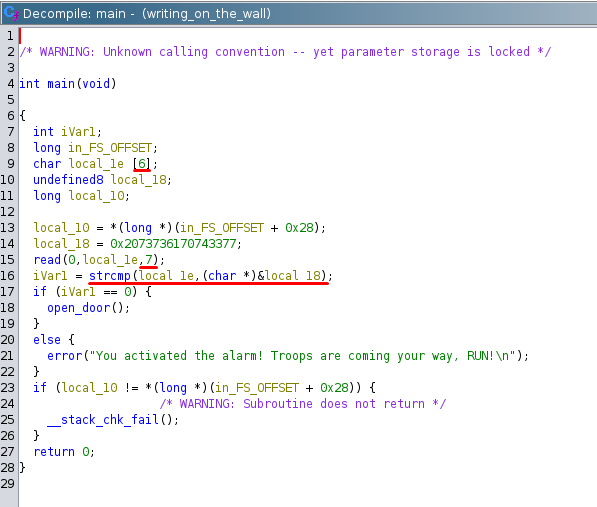 Decompile: main - (writing_on_the_wall)
1
2 /* WARNING: Unknown calling convention -- yet parameter storage is locked */
3
4 int main(void)
5
6 {
7 int iVar1;
8 long in_FS_OFFSET;
9 char local_1e [6];
10 undefined8 local_18;
11 long local_10;
12
13 local_10 = *(long *)(in_FS_OFFSET + 0x28);
14 local_18 = 0x2073736170743377;
15 read(0,local_1e,7);
16 iVar1 = strcmp(local_1e,(char *)&local_18);
17 if (iVar1 == 0) {
18 open_door();
19 }
20 else {
21 error("You activated the alarm! Troops are coming your way, RUN!\n");
22 }
23 if (local_10 != *(long *)(in_FS_OFFSET + 0x28)) {
24 /* WARNING: Subroutine does not return */
25 __stack_chk_fail();
26 }
27 return 0;
28 }
29